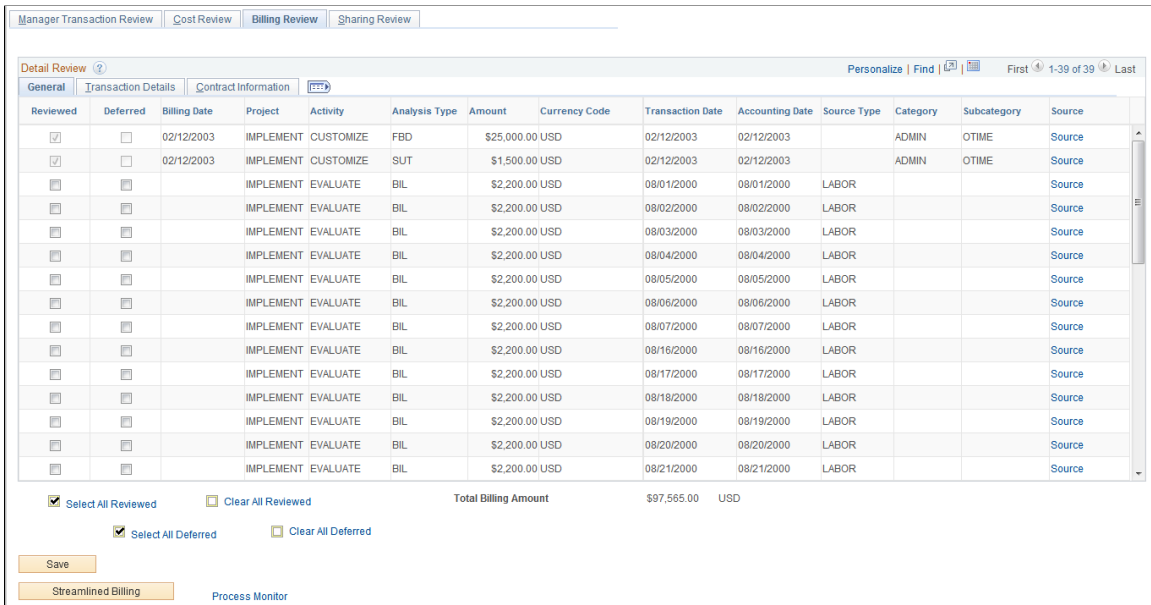 Manager Transaction Review Cost Review Billing Review Sharing Review
Detail Review ? Personalize | Find | | First 1-39 of 39 Last
General Transaction Details Contract Information
Reviewed Deferred Billing Date Project Activity Analysis Type Amount Currency Code Transaction Date Accounting Date Source Type Category Subcategory Source
02/12/2003 IMPLEMENT CUSTOMIZE FBD $25,000.00 USD 02/12/2003 02/12/2003 ADMIN OTIME Source
02/12/2003 IMPLEMENT CUSTOMIZE SUT $1,500.00 USD 02/12/2003 02/12/2003 ADMIN OTIME Source
IMPLEMENT EVALUATE BIL $2,200.00 USD 08/01/2000 08/01/2000 LABOR Source
IMPLEMENT EVALUATE BIL $2,200.00 USD 08/02/2000 08/02/2000 LABOR Source
IMPLEMENT EVALUATE BIL $2,200.00 USD 08/03/2000 08/03/2000 LABOR Source
IMPLEMENT EVALUATE BIL $2,200.00 USD 08/04/2000 08/04/2000 LABOR Source
IMPLEMENT EVALUATE BIL $2,200.00 USD 08/05/2000 08/05/2000 LABOR Source
IMPLEMENT EVALUATE BIL $2,200.00 USD 08/06/2000 08/06/2000 LABOR Source
IMPLEMENT EVALUATE BIL $2,200.00 USD 08/07/2000 08/07/2000 LABOR Source
IMPLEMENT EVALUATE BIL $2,200.00 USD 08/16/2000 08/16/2000 LABOR Source
IMPLEMENT EVALUATE BIL $2,200.00 USD 08/17/2000 08/17/2000 LABOR Source
IMPLEMENT EVALUATE BIL $2,200.00 USD 08/18/2000 08/18/2000 LABOR Source
IMPLEMENT EVALUATE BIL $2,200.00 USD 08/19/2000 08/19/2000 LABOR Source
IMPLEMENT EVALUATE BIL $2,200.00 USD 08/20/2000 08/20/2000 LABOR Source
IMPLEMENT EVALUATE BIL $2,200.00 USD 08/21/2000 08/21/2000 LABOR Source
Select All Reviewed Clear All Reviewed Total Billing Amount $97,565.00 USD
Select All Deferred Clear All Deferred
Save
Streamlined Billing Process Monitor